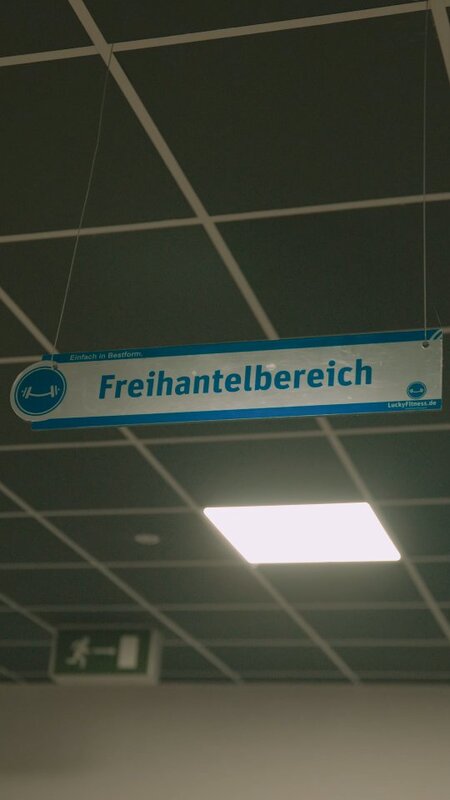 Einfach in Bestform.
Freihantelbereich
LuckyFitness.de